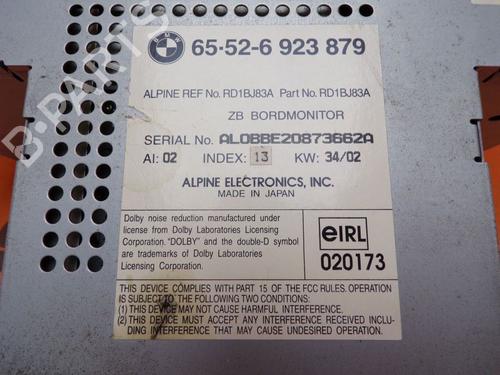 BMW 65-52-6 923 879
ALPINE REF No. RD1BJ83A Part No. RD1BJ83A
ZB BORDMONITOR
SERIAL No. AL0BBE20873662A
AI: 02 INDEX: 13 KW: 34/02
ALPINE ELECTRONICS, INC.
MADE IN JAPAN
Dolby noise reduction manufactured under
license from Dolby Laboratories Licensing
Corporation. "DOLBY" and the double-D symbol
are trademarks of Dolby Laboratories
Licensing Corporation.
eIRL
020173
THIS DEVICE COMPLIES WITH PART 15 OF THE FCC RULES. OPERATION
IS SUBJECT TO THE FOLLOWING TWO CONDITIONS:
(1) THIS DEVICE MAY NOT CAUSE HARMFUL INTERFERENCE.
(2) THIS DEVICE MUST ACCEPT ANY INTERFERENCE RECEIVED,
INCLUDING INTERFERENCE THAT MAY CAUSE UNDESIRED OPERATION.
B-PARTS